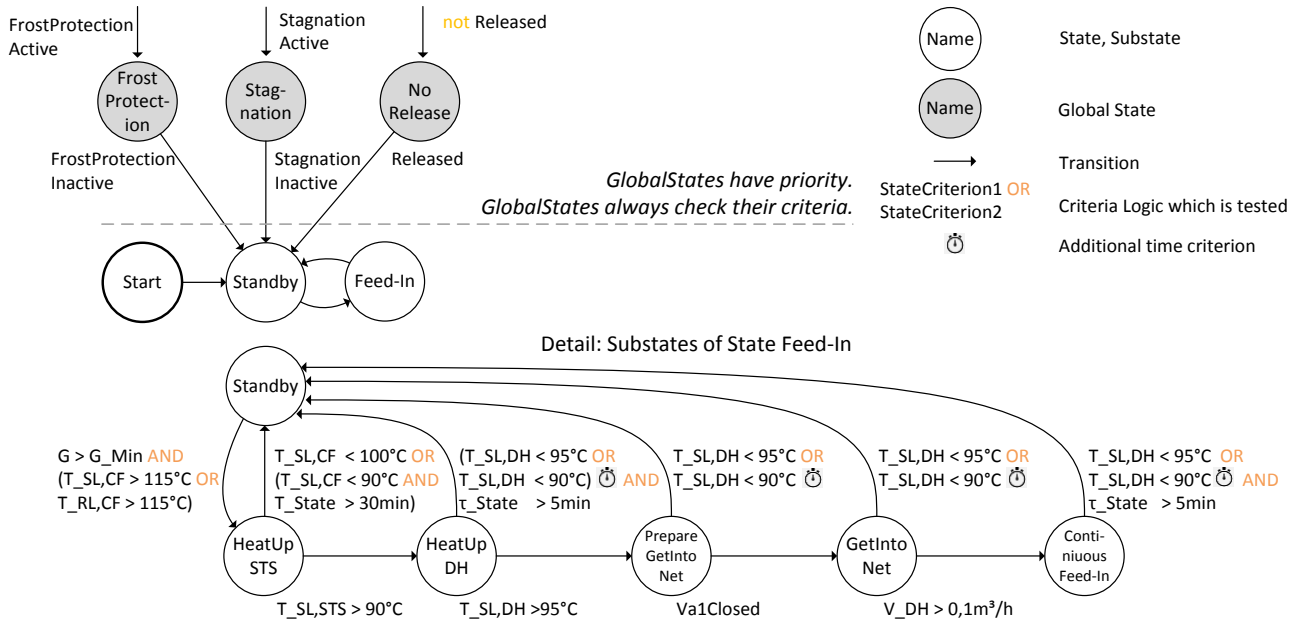 FrostProtection
Active
Stagnation
Active
not Released
Frost
Protect-
ion
Stag-
nation
No
Release
FrostProtection
Inactive
Stagnation
Inactive
Released
GlobalStates have priority.
GlobalStates always check their criteria.
Name
State, Substate
Name
Global State
Transition
StateCriterion1 OR
StateCriterion2
Criteria Logic which is tested
Additional time criterion
Start
Standby
Feed-In
Detail: Substates of State Feed-In
Standby
G > G_Min AND
(T_SL,CF > 115°C OR
T_RL,CF > 115°C)
T_SL,CF < 100°C OR
(T_SL,CF < 90°C AND
T_State > 30min)
(T_SL,DH < 95°C OR
T_SL,DH < 90°C) AND
τ_State > 5min
T_SL,DH < 95°C OR
T_SL,DH < 90°C
T_SL,DH < 95°C OR
T_SL,DH < 90°C
T_SL,DH < 95°C OR
T_SL,DH < 90°C AND
τ_State > 5min
HeatUp
STS
HeatUp
DH
Prepare
GetInto
Net
GetInto
Net
Conti-
niuous
Feed-In
T_SL,STS > 90°C
T_SL,DH >95°C
Va1Closed
V_DH > 0,1m³/h